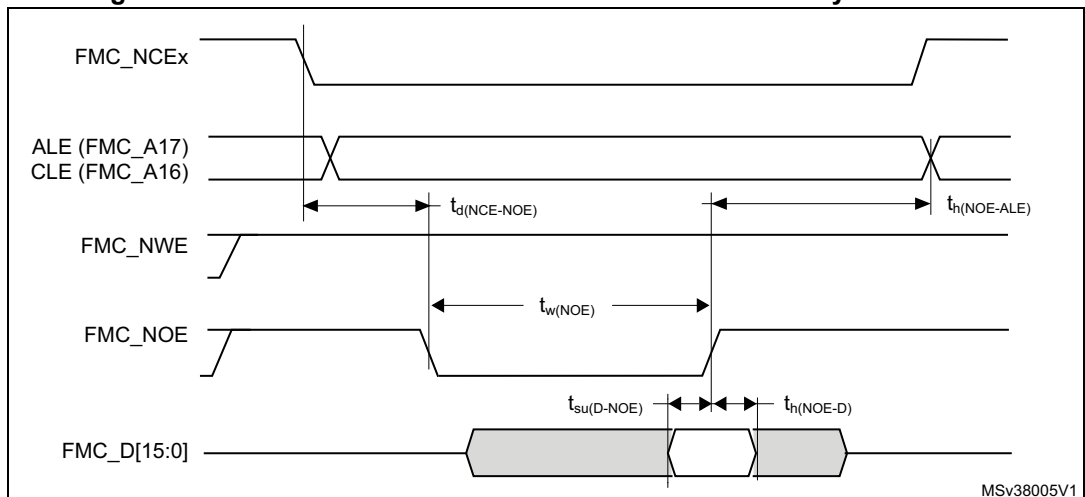 FMC_NCEx
ALE (FMC_A17)
CLE (FMC_A16)
td(NCE-NOE)
th(NOE-ALE)
FMC_NWE
tw(NOE)
FMC_NOE
tsu(D-NOE)
th(NOE-D)
FMC_D[15:0]
MSv38005V1